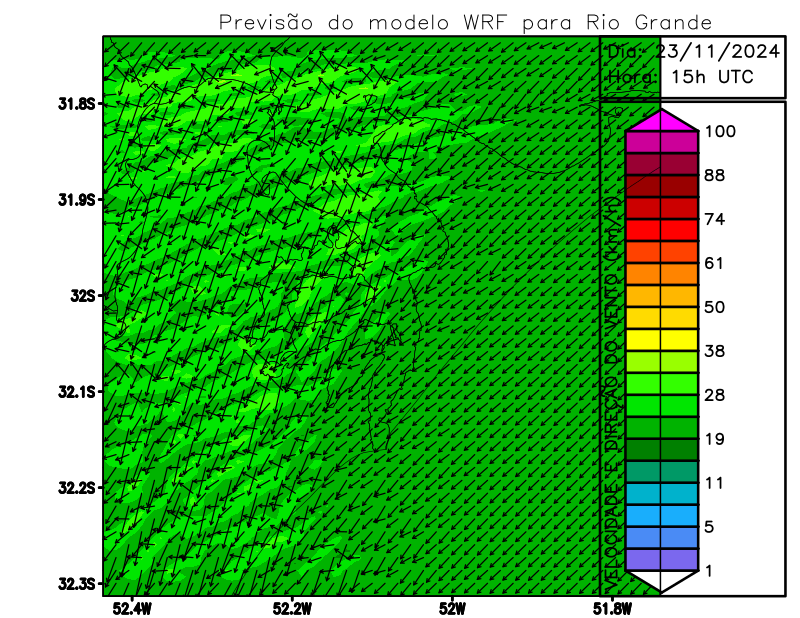 Previsão do modelo WRF para Rio Grande
Dia: 23/11/2024
Hora: 15h UTC
31.8S
31.9S
32S
32.1S
32.2S
32.3S
52.4W
52.2W
52W
51.8W
VELOCIDADE E DIREÇÃO DO VENTO (km/h)
100
88
74
61
50
38
28
19
11
5
1